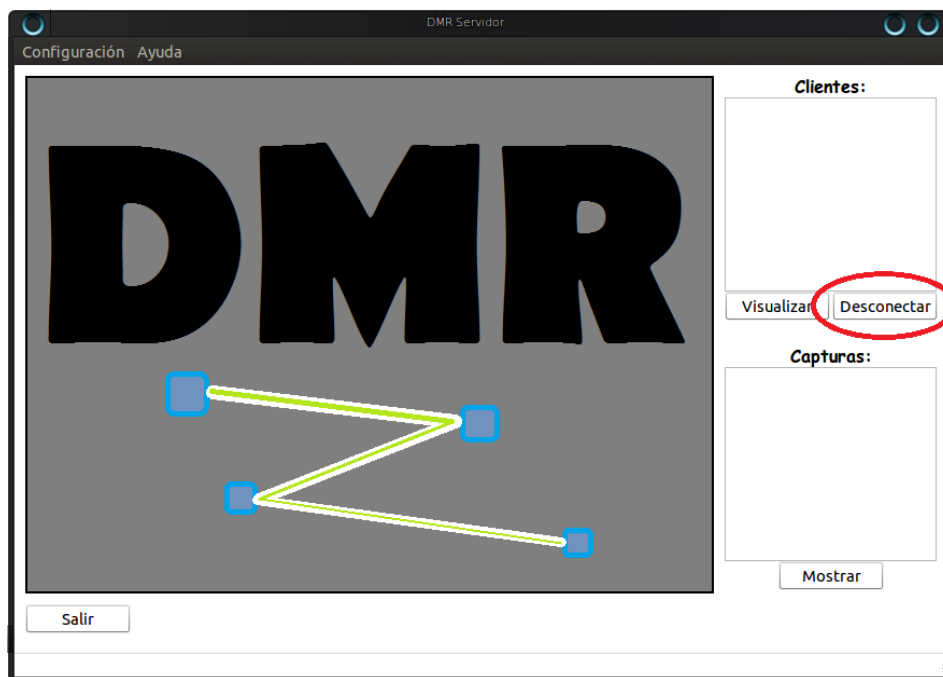 DMR Servidor
Configuración Ayuda
DMR
Clientes:
Visualizar Desconectar
Capturas:
Mostrar
Salir